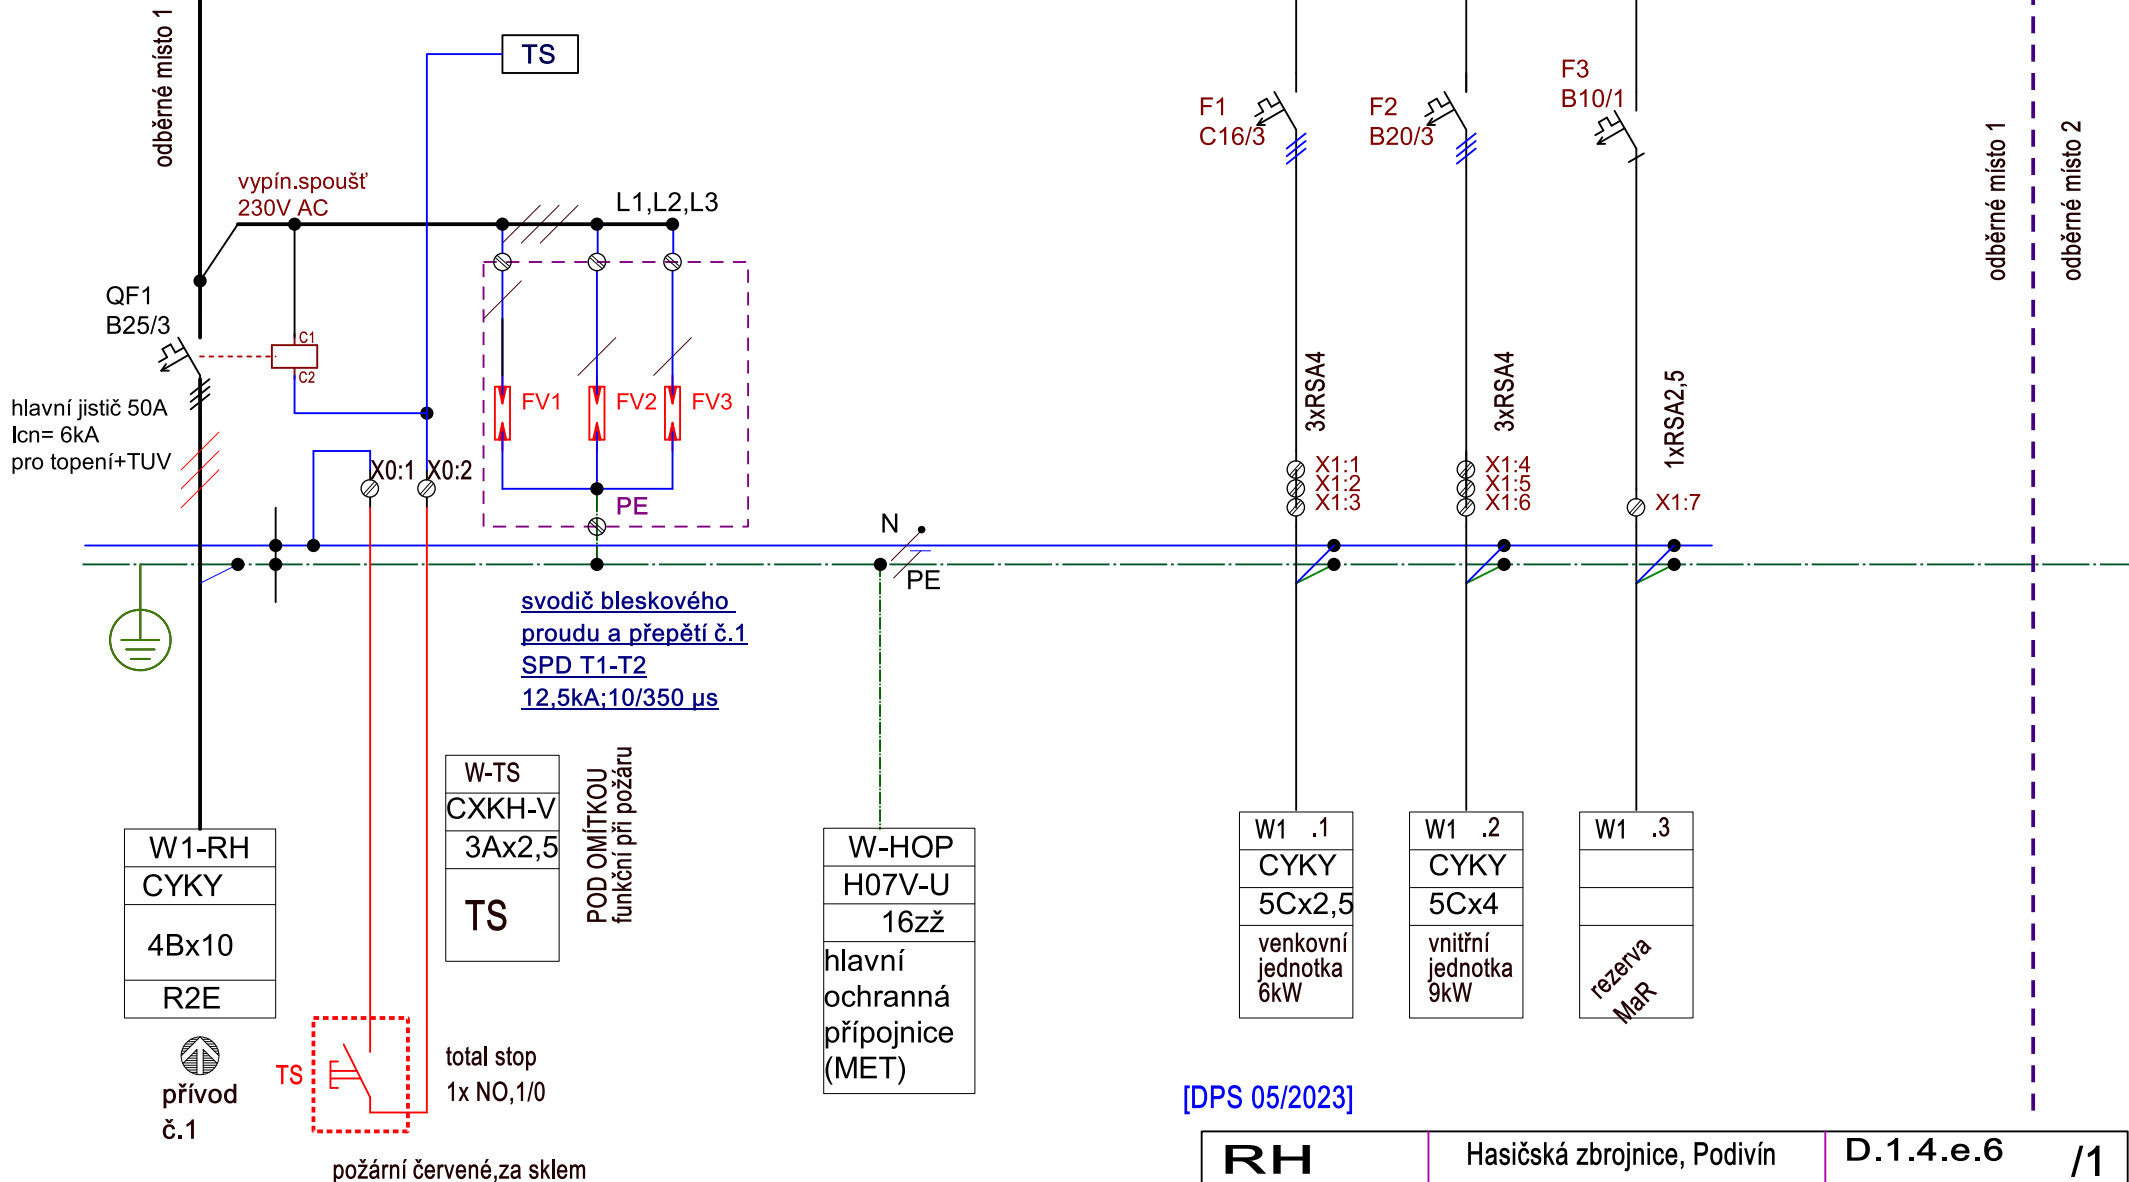 odběrné místo 1
TS
vypín.spoušť
230V AC
L1,L2,L3
F1
C16/3
F2
B20/3
F3
B10/1
odběrné místo 1
odběrné místo 2
QF1
B25/3
C1
C2
hlavní jistič 50A
Icn= 6kA
pro topení+TUV
FV1
FV2
FV3
X0:1
X0:2
PE
3xRSA4
3xRSA4
1xRSA2,5
X1:1
X1:2
X1:3
X1:4
X1:5
X1:6
X1:7
N
PE
svodič bleskového
proudu a přepětí č.1
SPD T1-T2
12,5kA;10/350 µs
W-TS
CXKH-V
3Ax2,5
TS
POD OMÍTKOU
funkční při požáru
W1-RH
CYKY
4Bx10
R2E
přívod
č.1
W-HOP
H07V-U
16zž
hlavní
ochranná
přípojnice
(MET)
W1 .1
CYKY
5Cx2,5
venkovní
jednotka
6kW
W1 .2
CYKY
5Cx4
vnitřní
jednotka
9kW
W1 .3
rezerva
MaR
TS
total stop
1x NO,1/0
požární červené,za sklem
[DPS 05/2023]
RH
Hasičská zbrojnice, Podivín
D.1.4.e.6
/1